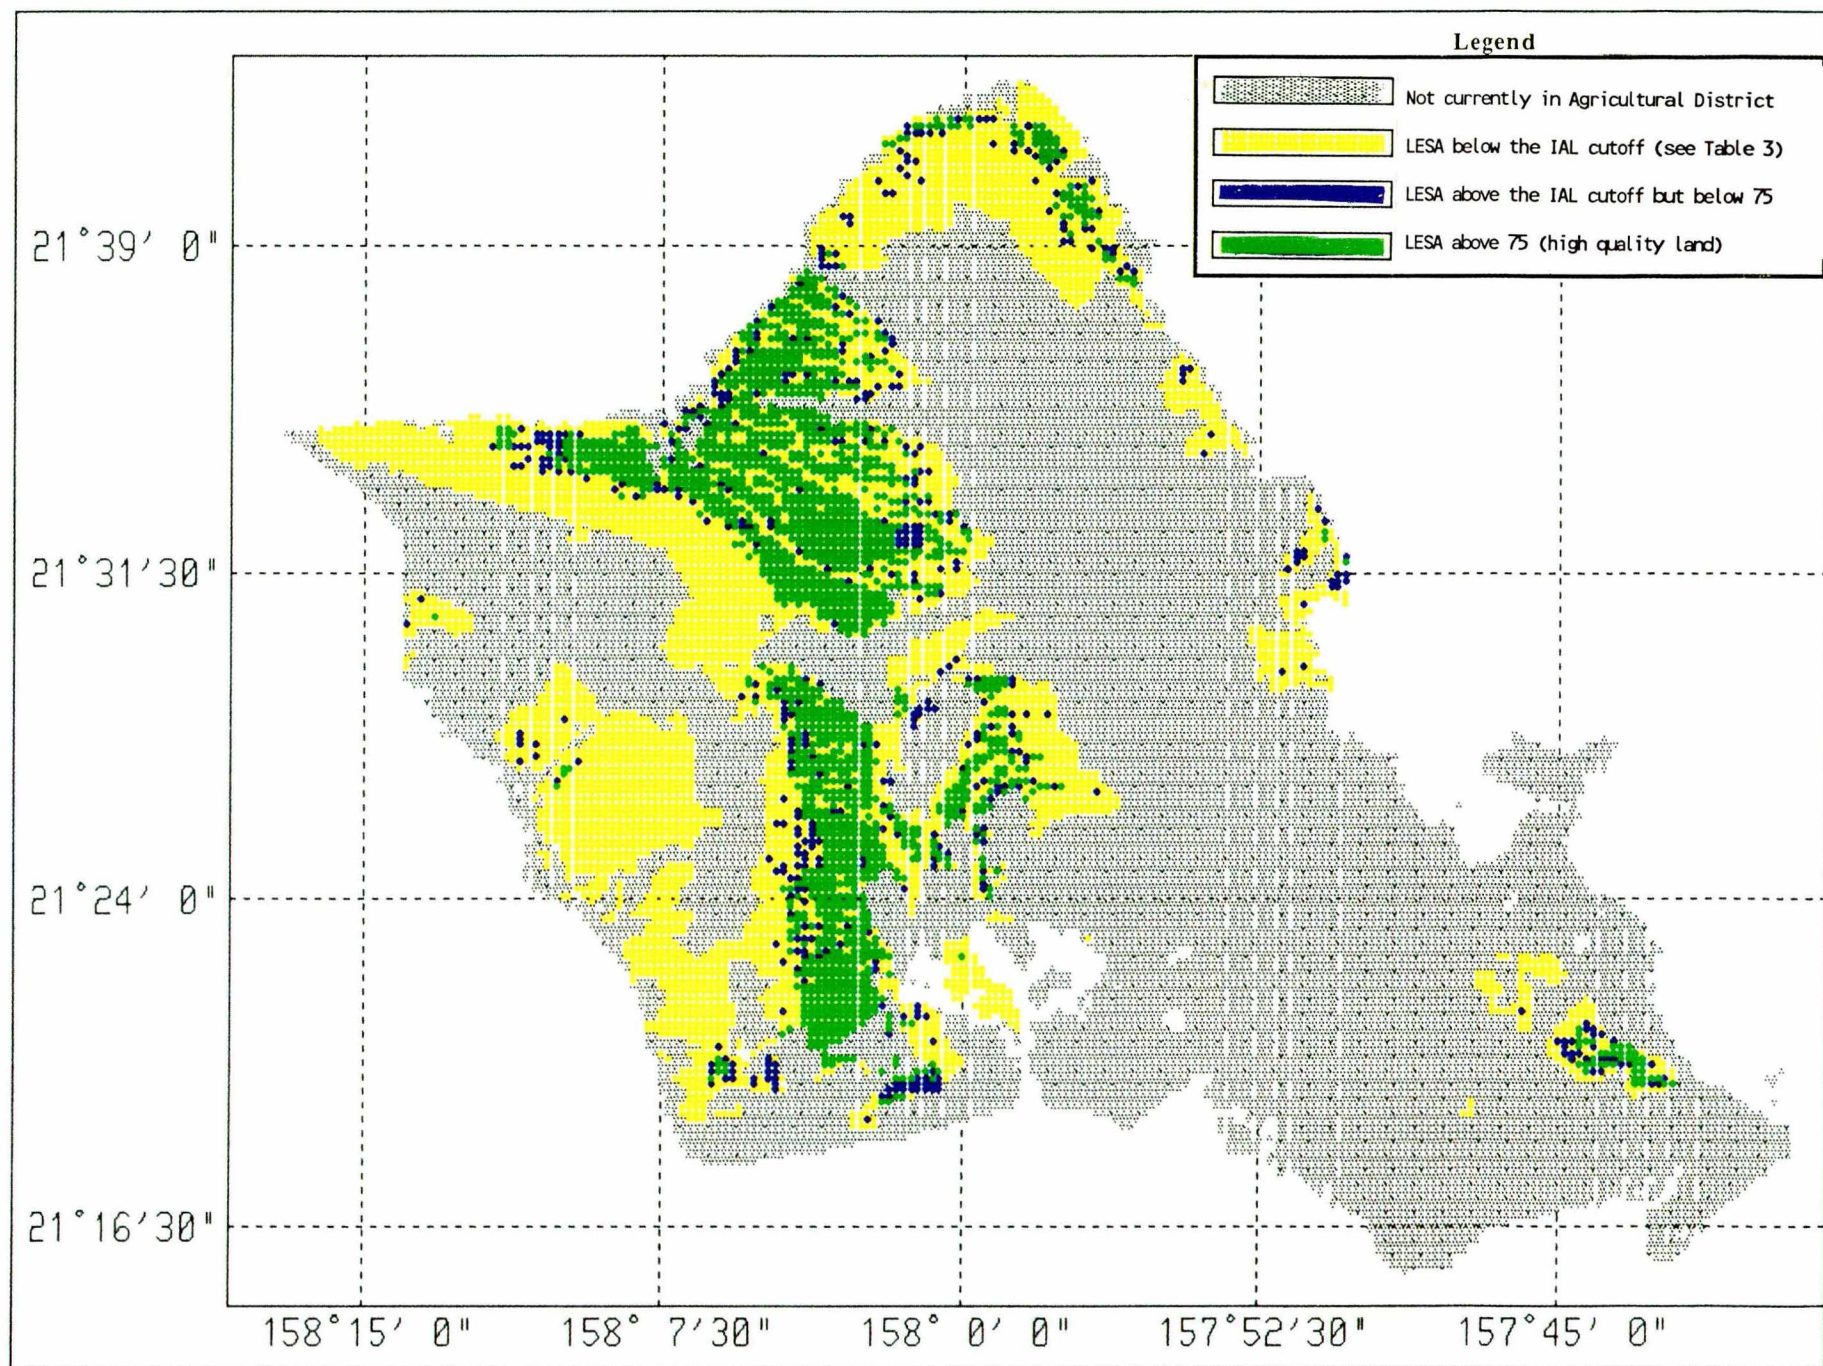 Legend
Not currently in Agricultural District
LESA below the IAL cutoff (see Table 3)
LESA above the IAL cutoff but below 75
LESA above 75 (high quality land)
21°39' 0"
21°31'30"
21°24' 0"
21°16'30"
158°15' 0" 158° 7'30" 158° 0' 0" 157°52'30" 157°45' 0"